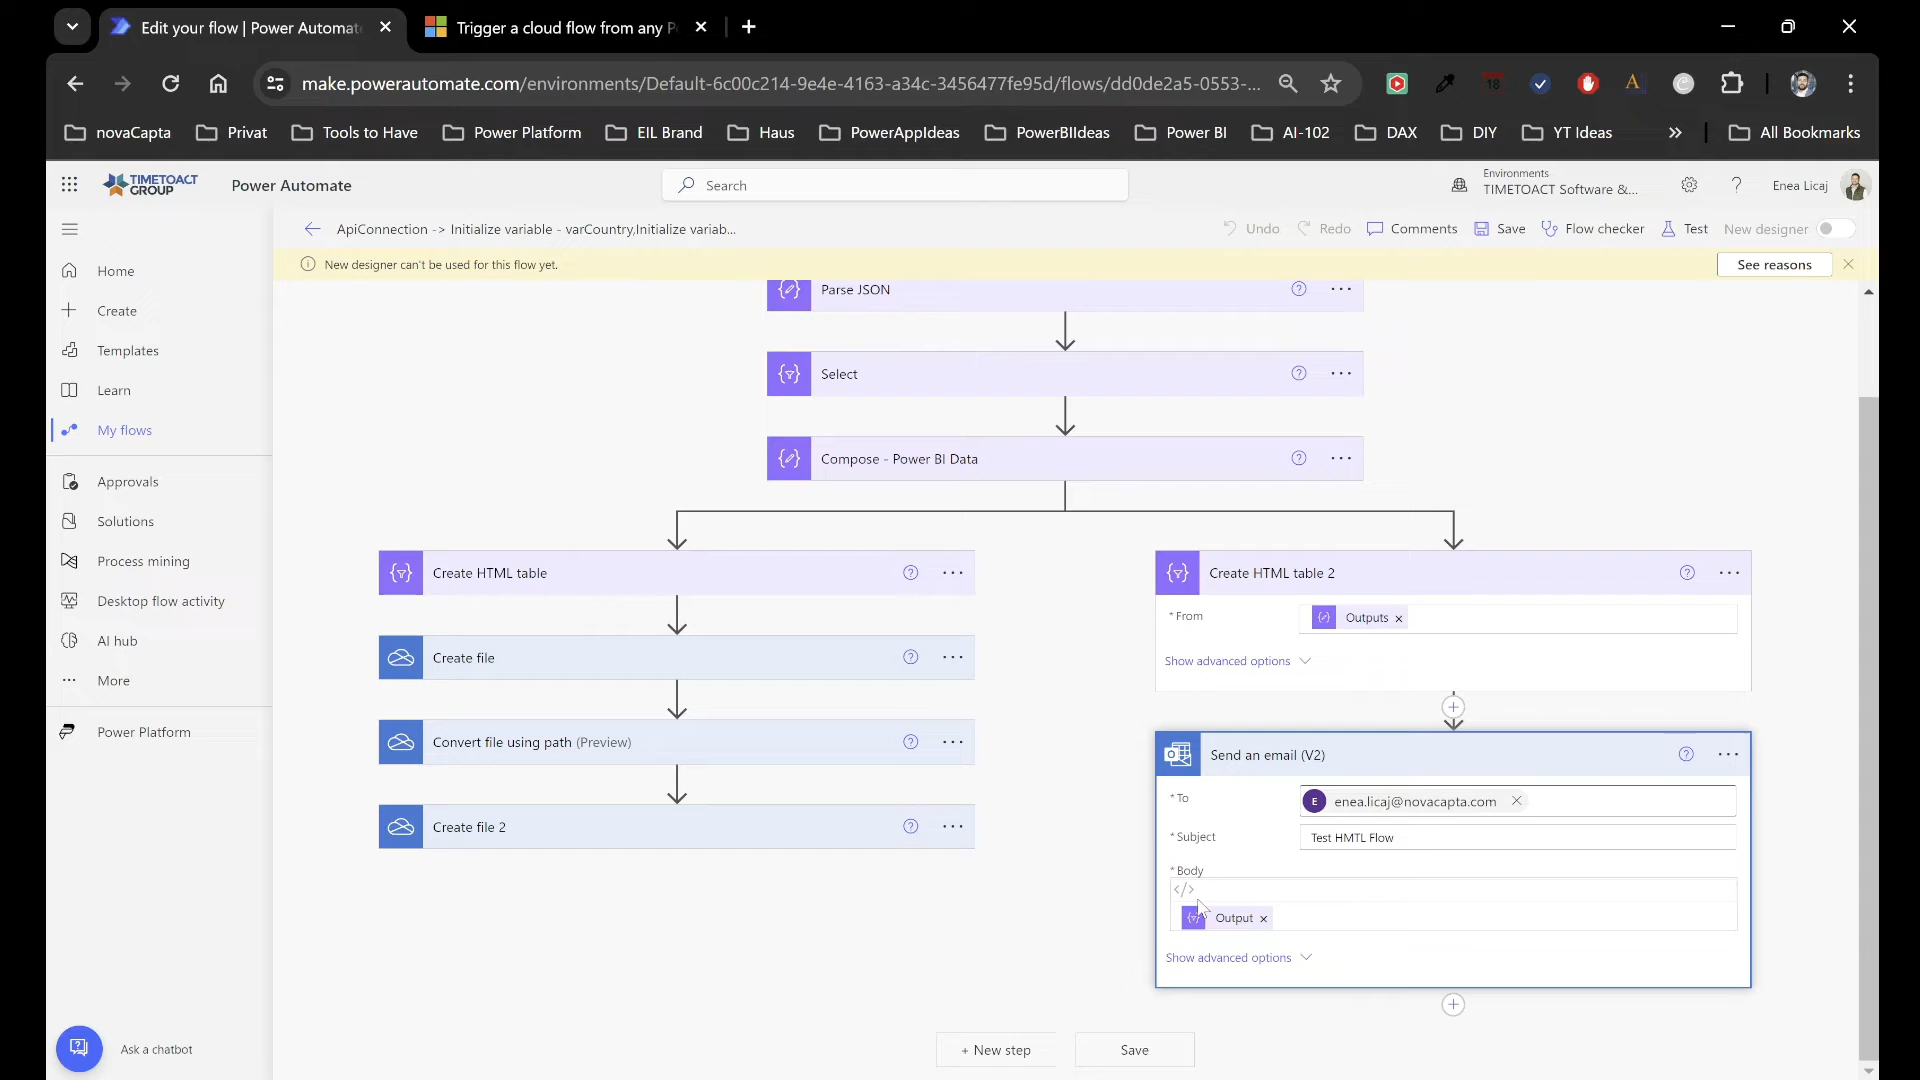 Edit your flow | Power Automat
Trigger a cloud flow from any P
make.powerautomate.com/environments/Default-6c00c214-9e4e-4163-a34c-3456477fe95d/flows/dd0de2a5-0553-...
18
novaCapta
Privat
Tools to Have
Power Platform
EIL Brand
Haus
PowerAppIdeas
PowerBIIdeas
Power BI
AI-102
DAX
DIY
YT Ideas
»
All Bookmarks
TIMETOACT
GROUP
Power Automate
Search
Environments
TIMETOACT Software &...
Enea Licaj
ApiConnection -> Initialize variable - varCountry,Initialize variab...
Undo
Redo
Comments
Save
Flow checker
Test
New designer
New designer can't be used for this flow yet.
See reasons
Home
Create
Templates
Learn
My flows
Approvals
Solutions
Process mining
Desktop flow activity
AI hub
More
Power Platform
Ask a chatbot
Parse JSON
Select
Compose - Power BI Data
Create HTML table
Create file
Convert file using path (Preview)
Create file 2
Create HTML table 2
* From
Outputs
Show advanced options
Send an email (V2)
* To
E
enea.licaj@novacapta.com
* Subject
Test HMTL Flow
* Body
</>
Output
Show advanced options
+ New step
Save